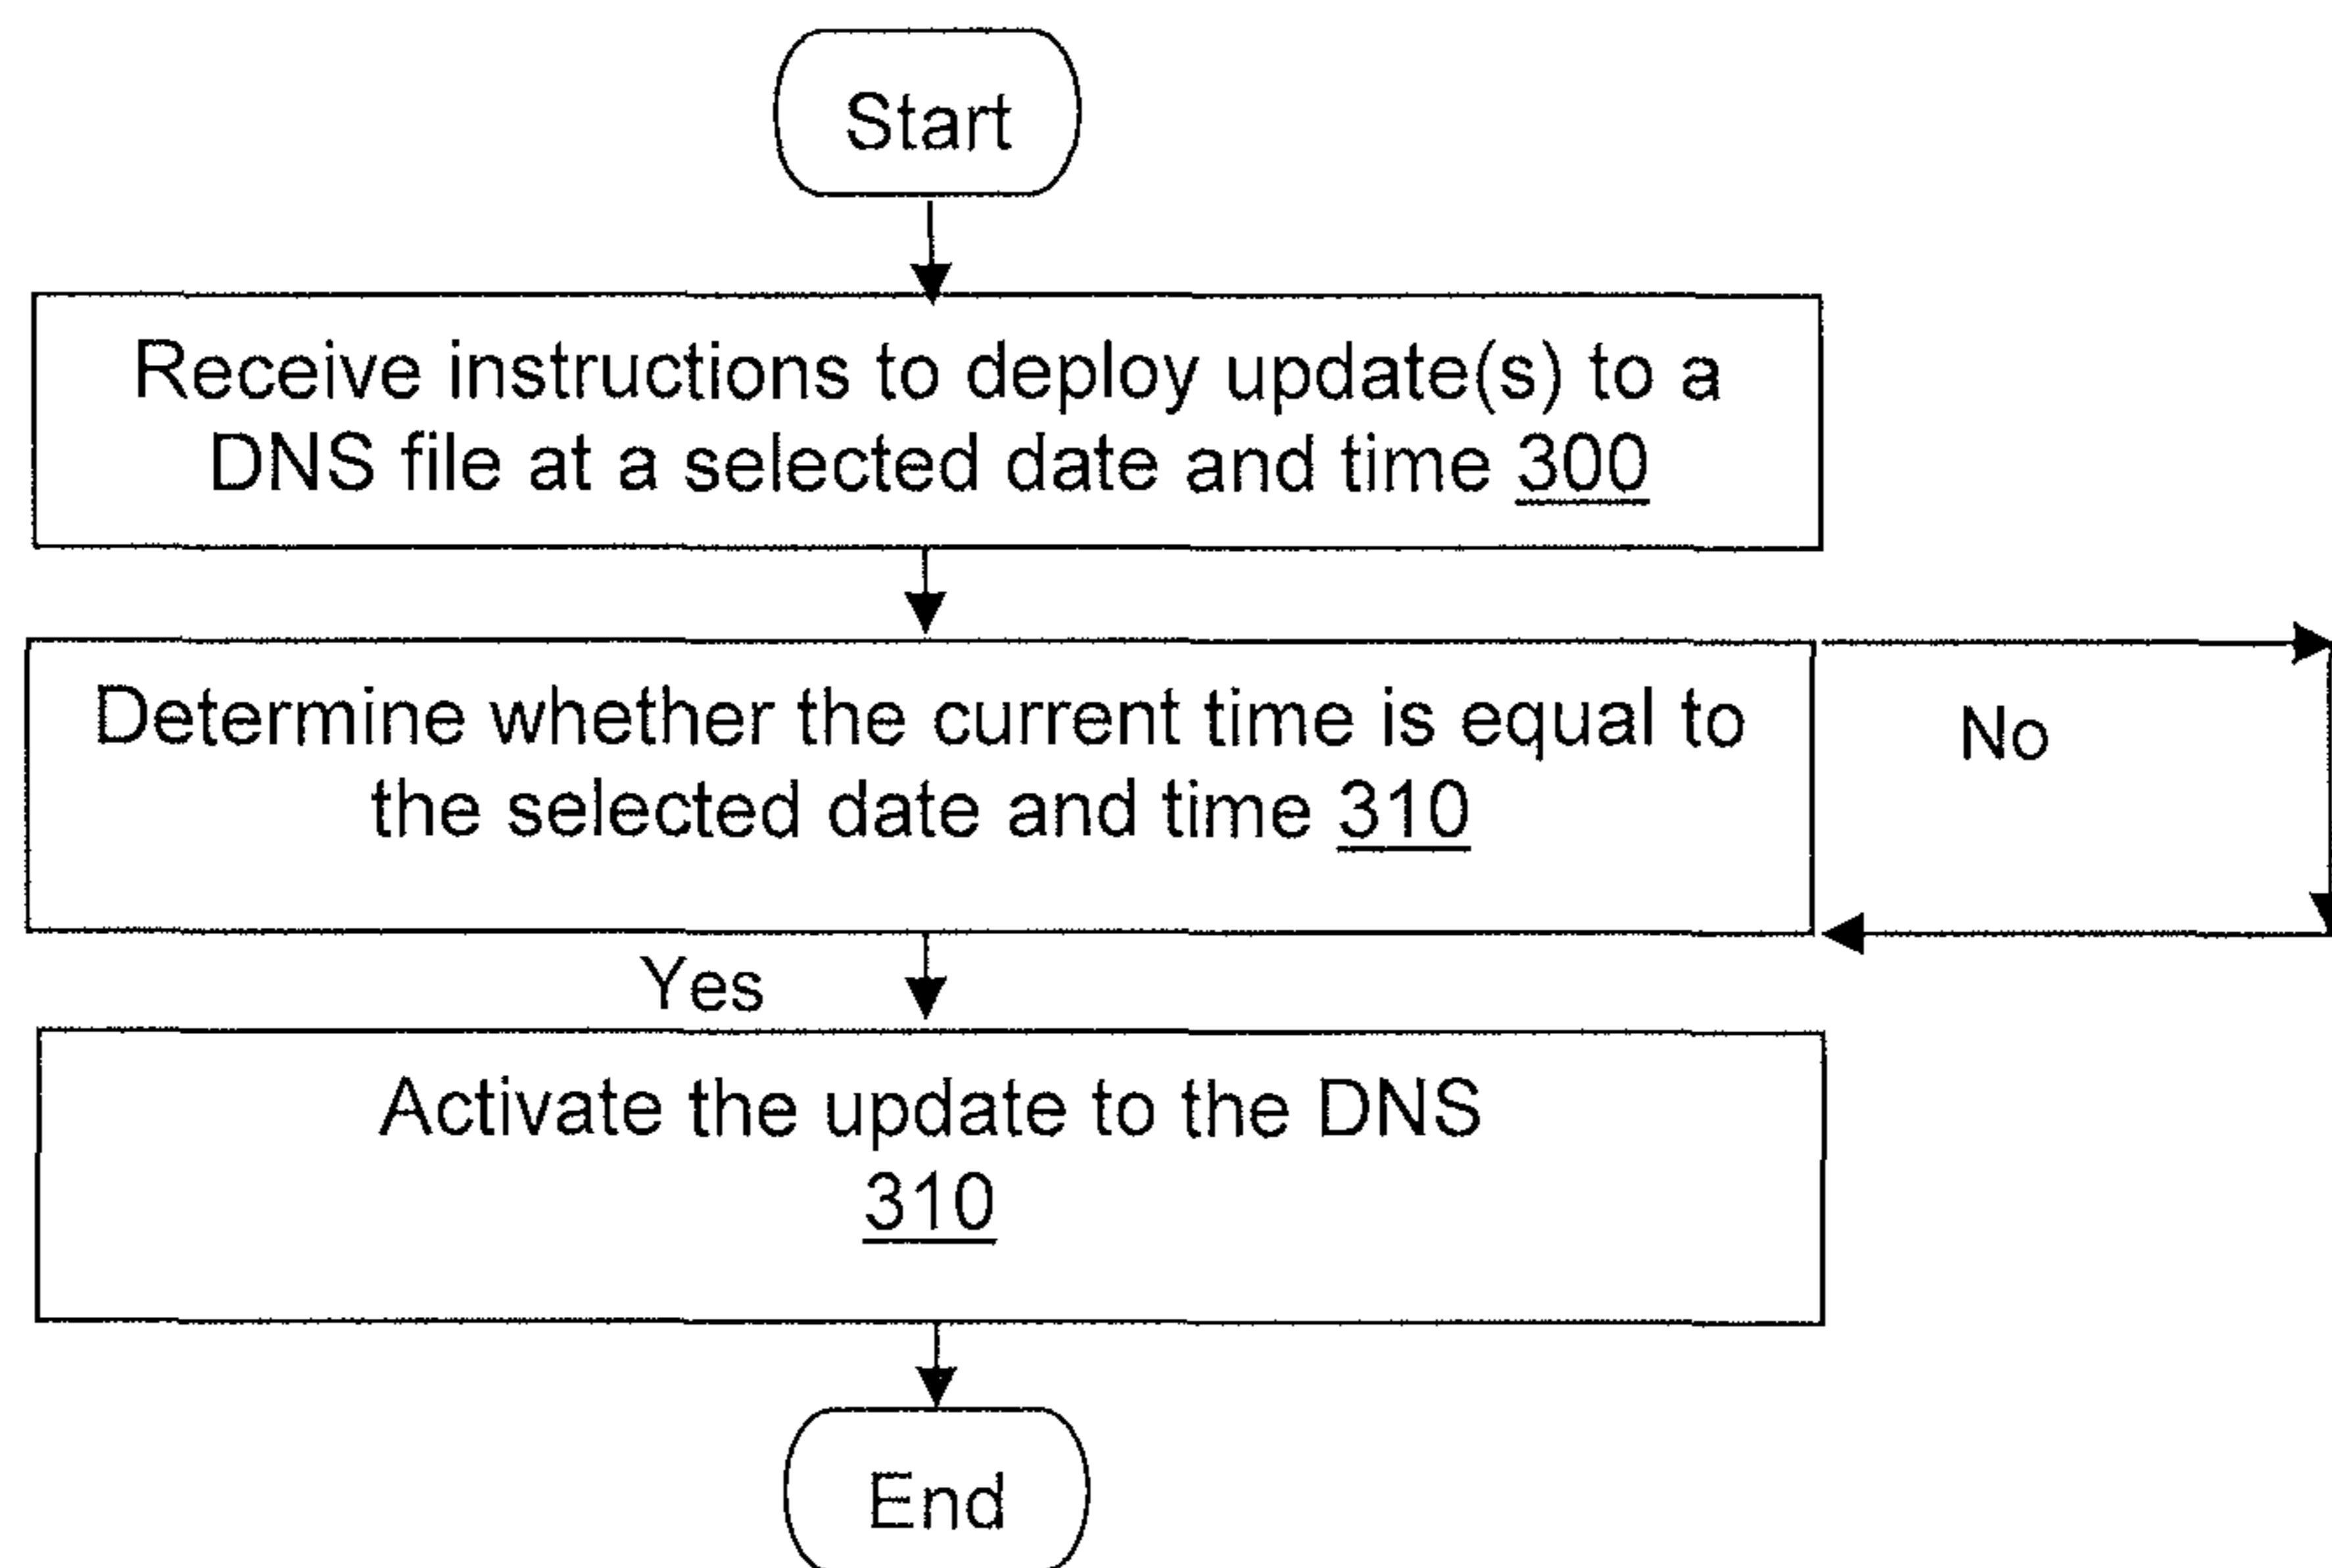 Start
Receive instructions to deploy update(s) to a
DNS file at a selected date and time 300
Determine whether the current time is equal to
the selected date and time 310
No
Yes
Activate the update to the DNS
310
End